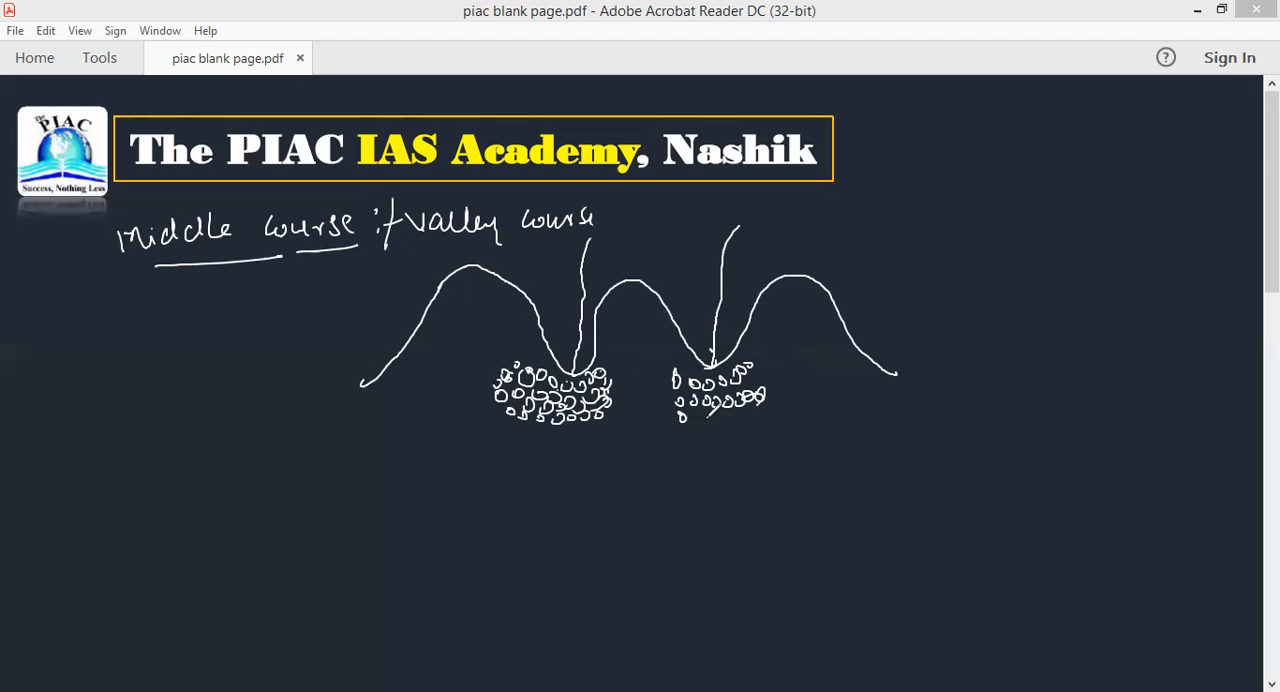 piac blank page.pdf - Adobe Acrobat Reader DC (32-bit)
File Edit View Sign Window Help
Home Tools piac blank page.pdf × ? Sign In
The PIAC
Success, Nothing Less
The PIAC IAS Academy, Nashik
middle course :- valley course